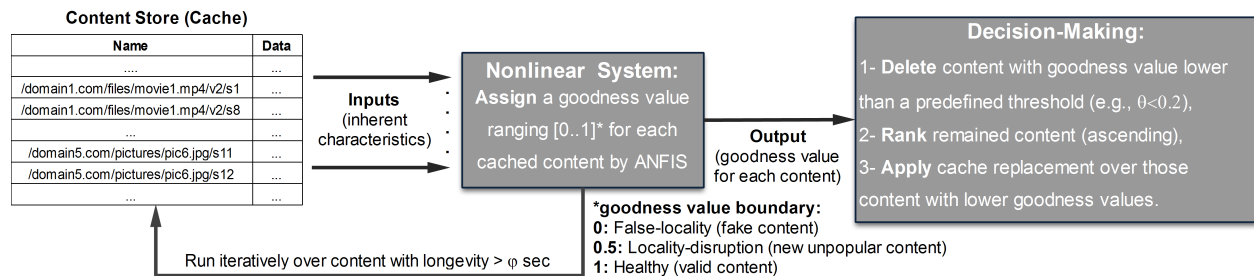 Content Store (Cache)
Name Data
.... ...
/domain1.com/files/movie1.mp4/v2/s1 ...
/domain1.com/files/movie1.mp4/v2/s8 ...
... ...
/domain5.com/pictures/pic6.jpg/s11 ...
/domain5.com/pictures/pic6.jpg/s12 ...
... ...
Inputs
(inherent
characteristics)
Nonlinear System:
Assign a goodness value
ranging [0..1]* for each
cached content by ANFIS
Output
(goodness value
for each content)
Decision-Making:
1- Delete content with goodness value lower
than a predefined threshold (e.g., θ<0.2),
2- Rank remained content (ascending),
3- Apply cache replacement over those
content with lower goodness values.
*goodness value boundary:
0: False-locality (fake content)
0.5: Locality-disruption (new unpopular content)
1: Healthy (valid content)
Run iteratively over content with longevity > φ sec